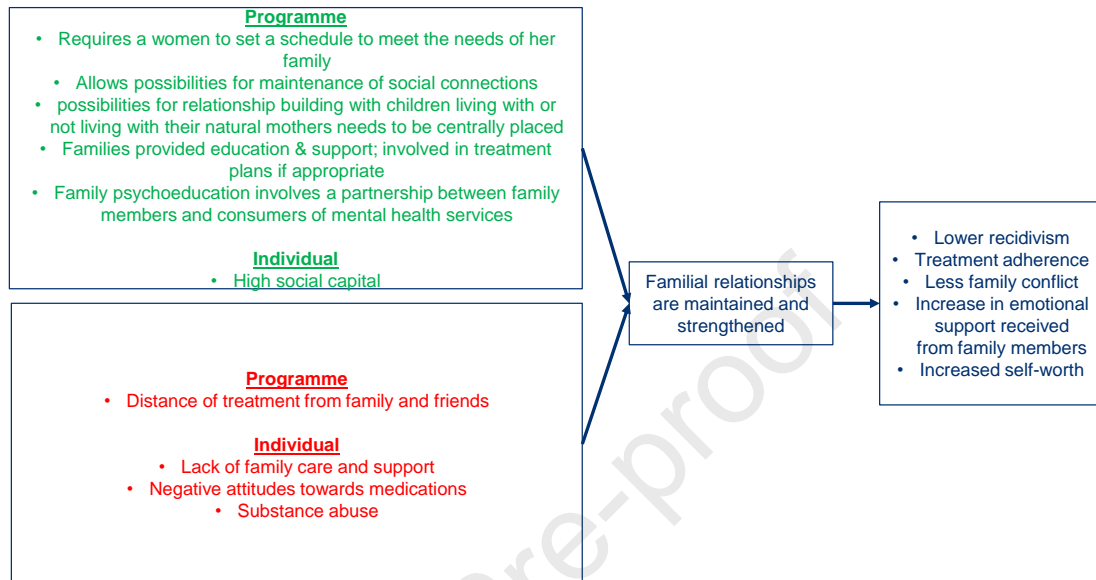 Programme
• Requires a women to set a schedule to meet the needs of her
family
• Allows possibilities for maintenance of social connections
• possibilities for relationship building with children living with or
not living with their natural mothers needs to be centrally placed
• Families provided education & support; involved in treatment
plans if appropriate
• Family psychoeducation involves a partnership between family
members and consumers of mental health services
Individual
• High social capital
Programme
• Distance of treatment from family and friends
Individual
• Lack of family care and support
• Negative attitudes towards medications
• Substance abuse
Familial relationships
are maintained and
strengthened
• Lower recidivism
• Treatment adherence
• Less family conflict
• Increase in emotional
support received
from family members
• Increased self-worth
re-proof